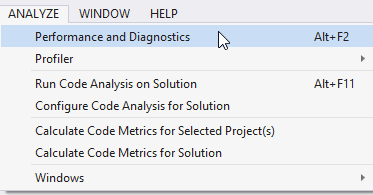 ANALYZE WINDOW HELP
Performance and Diagnostics Alt+F2
Profiler
Run Code Analysis on Solution Alt+F11
Configure Code Analysis for Solution
Calculate Code Metrics for Selected Project(s)
Calculate Code Metrics for Solution
Windows